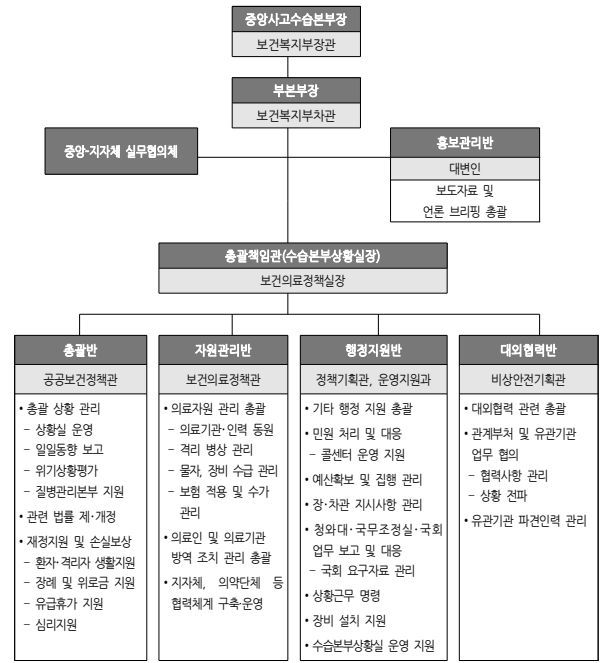 중앙사고수습본부장
보건복지부장관
부본부장
보건복지부차관
중앙-지자체 실무협의체
홍보관리반
대변인
보도자료 및
언론 브리핑 총괄
총괄책임관(수습본부상황실장)
보건의료정책실장
총괄반
공공보건정책관
• 총괄 상황 관리
- 상황실 운영
- 일일동향 보고
- 위기상황평가
- 질병관리본부 지원
• 관련 법률 제·개정
• 재정지원 및 손실보상
- 환자·격리자 생활지원
- 장례 및 위로금 지원
- 유급휴가 지원
- 심리지원
자원관리반
보건의료정책관
• 의료자원 관리 총괄
- 의료기관·인력 동원
- 격리 병상 관리
- 물자, 장비 수급 관리
- 보험 적용 및 수가
관리
• 의료인 및 의료기관
방역 조치 관리 총괄
• 지자체, 의약단체 등
협력체계 구축·운영
행정지원반
정책기획관, 운영지원과
• 기타 행정 지원 총괄
• 민원 처리 및 대응
- 콜센터 운영 지원
• 예산확보 및 집행 관리
• 장·차관 지시사항 관리
• 청와대·국무조정실·국회
업무 보고 및 대응
- 국회 요구자료 관리
• 상황근무 명령
• 장비 설치 지원
• 수습본부상황실 운영 지원
대외협력반
비상안전기획관
• 대외협력 관련 총괄
• 관계부처 및 유관기관
업무 협의
- 협력사항 관리
- 상황 전파
• 유관기관 파견인력 관리